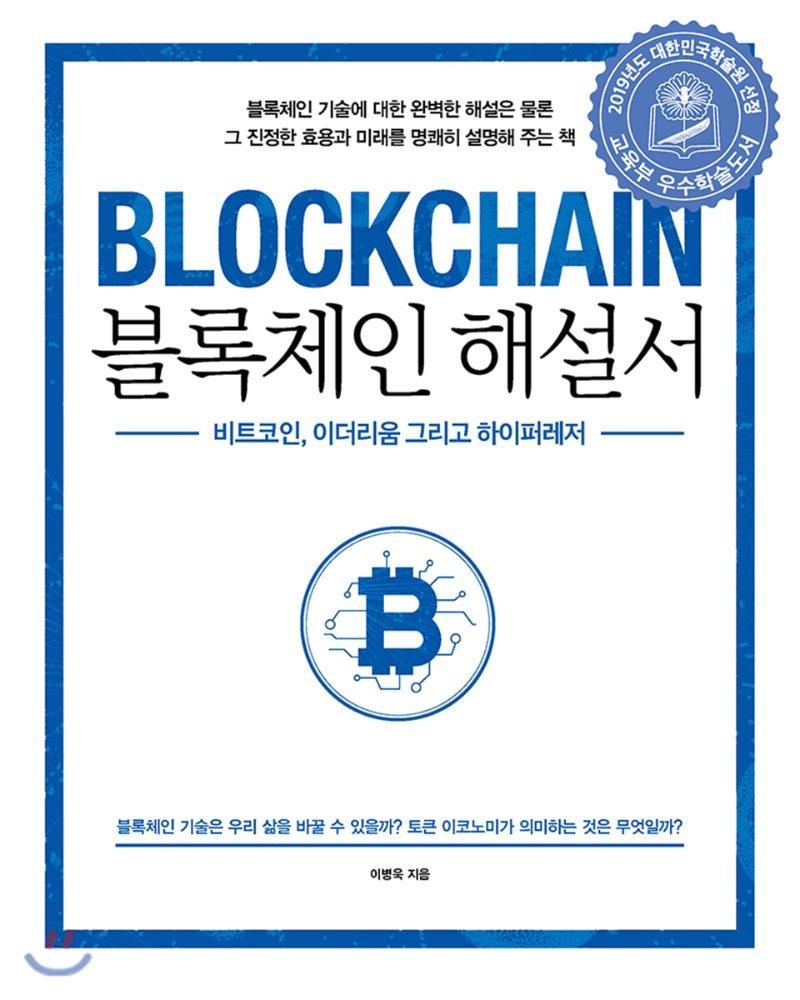 2019년도 대한민국학술원 선정
교육부 우수학술도서
블록체인 기술에 대한 완벽한 해설은 물론
그 진정한 효용과 미래를 명쾌히 설명해 주는 책
BLOCKCHAIN
블록체인 해설서
비트코인, 이더리움 그리고 하이퍼레저
블록체인 기술은 우리 삶을 바꿀 수 있을까? 토큰 이코노미가 의미하는 것은 무엇일까?
이병욱 지음